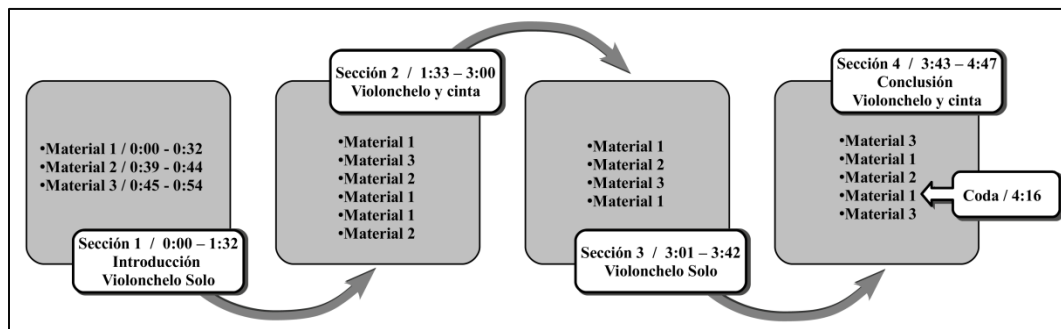 •Material 1 / 0:00 - 0:32
•Material 2 / 0:39 - 0:44
•Material 3 / 0:45 - 0:54
Sección 1 / 0:00 – 1:32
Introducción
Violonchelo Solo
Sección 2 / 1:33 – 3:00
Violonchelo y cinta
•Material 1
•Material 3
•Material 2
•Material 1
•Material 1
•Material 2
•Material 1
•Material 2
•Material 3
•Material 1
Sección 3 / 3:01 – 3:42
Violonchelo Solo
Sección 4 / 3:43 – 4:47
Conclusión
Violonchelo y cinta
•Material 3
•Material 1
•Material 2
•Material 1
•Material 3
Coda / 4:16